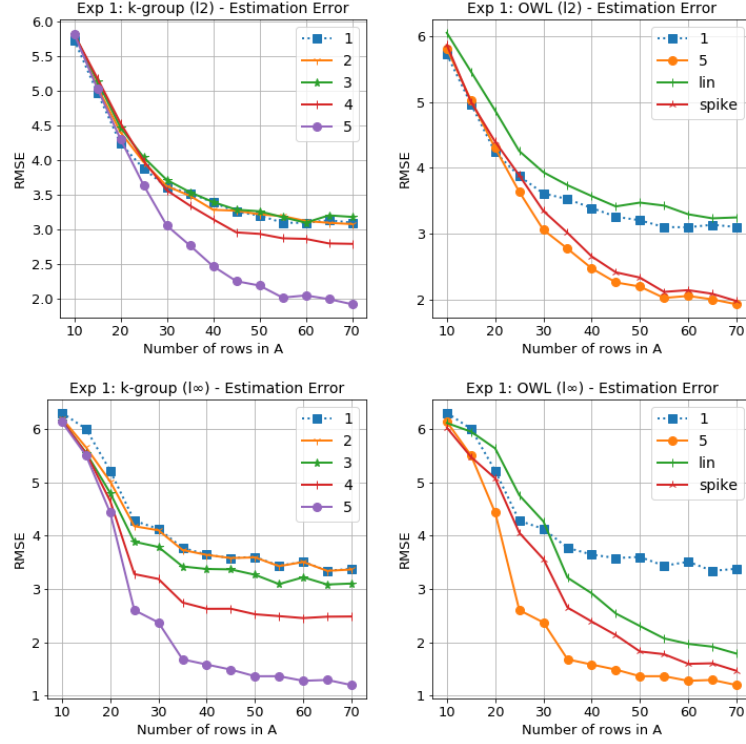 Exp 1: k-group (l2) - Estimation Error
6.0
5.5
5.0
4.5
4.0
3.5
3.0
2.5
2.0
RMSE
1
2
3
4
5
10 20 30 40 50 60 70
Number of rows in A
Exp 1: OWL (l2) - Estimation Error
6
5
4
3
2
RMSE
1
5
lin
spike
10 20 30 40 50 60 70
Number of rows in A
Exp 1: k-group (l∞) - Estimation Error
6
5
4
3
2
1
RMSE
1
2
3
4
5
10 20 30 40 50 60 70
Number of rows in A
Exp 1: OWL (l∞) - Estimation Error
6
5
4
3
2
1
RMSE
1
5
lin
spike
10 20 30 40 50 60 70
Number of rows in A